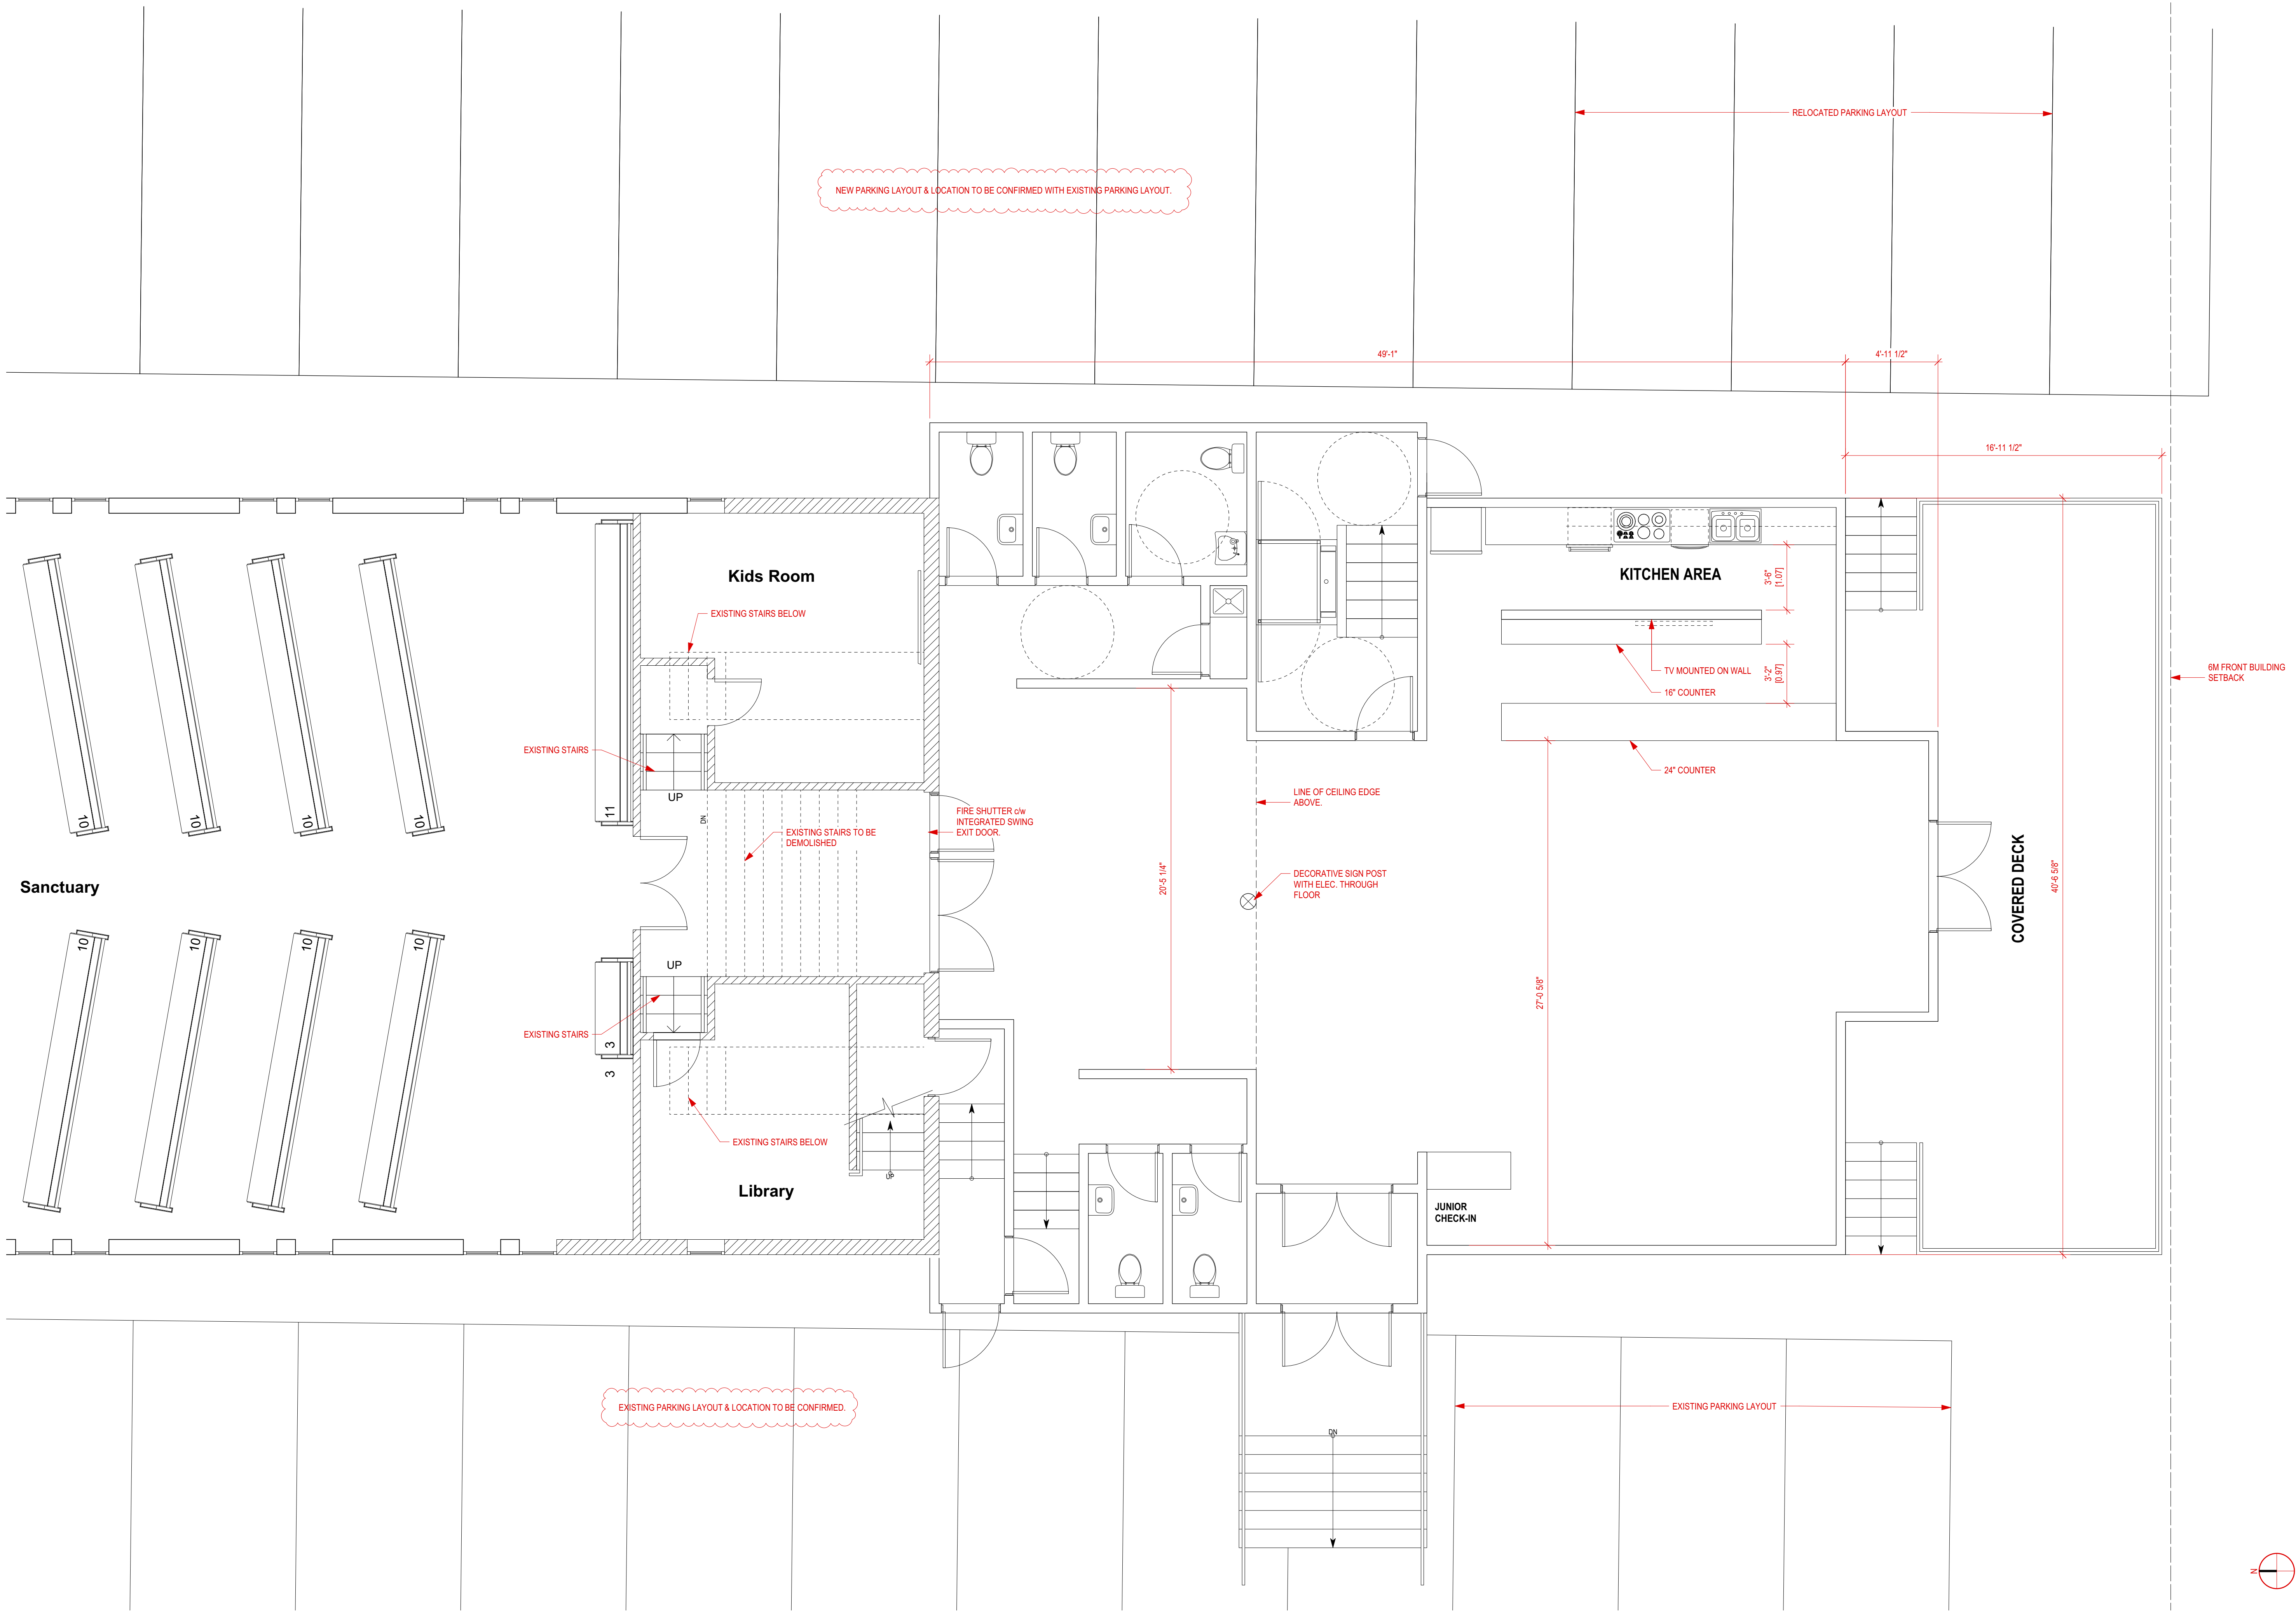 RELOCATED PARKING LAYOUT
NEW PARKING LAYOUT & LOCATION TO BE CONFIRMED WITH EXISTING PARKING LAYOUT.
49'-1"
4'-11 1/2"
16'-11 1/2"
Kids Room
KITCHEN AREA
3'-6"
[1.07]
EXISTING STAIRS BELOW
TV MOUNTED ON WALL
3'-2"
[0.97]
16" COUNTER
6M FRONT BUILDING
SETBACK
EXISTING STAIRS
24" COUNTER
UP
DN
LINE OF CEILING EDGE
ABOVE.
FIRE SHUTTER c/w
INTEGRATED SWING
EXIT DOOR.
EXISTING STAIRS TO BE
DEMOLISHED
10
10
10
10
11
Sanctuary
20'-5 1/4"
DECORATIVE SIGN POST
WITH ELEC. THROUGH
FLOOR
COVERED DECK
40'-6 5/8"
10
10
10
10
UP
27'-0 5/8"
EXISTING STAIRS
3
3
EXISTING STAIRS BELOW
UP
Library
JUNIOR
CHECK-IN
EXISTING PARKING LAYOUT & LOCATION TO BE CONFIRMED.
EXISTING PARKING LAYOUT
DN
N